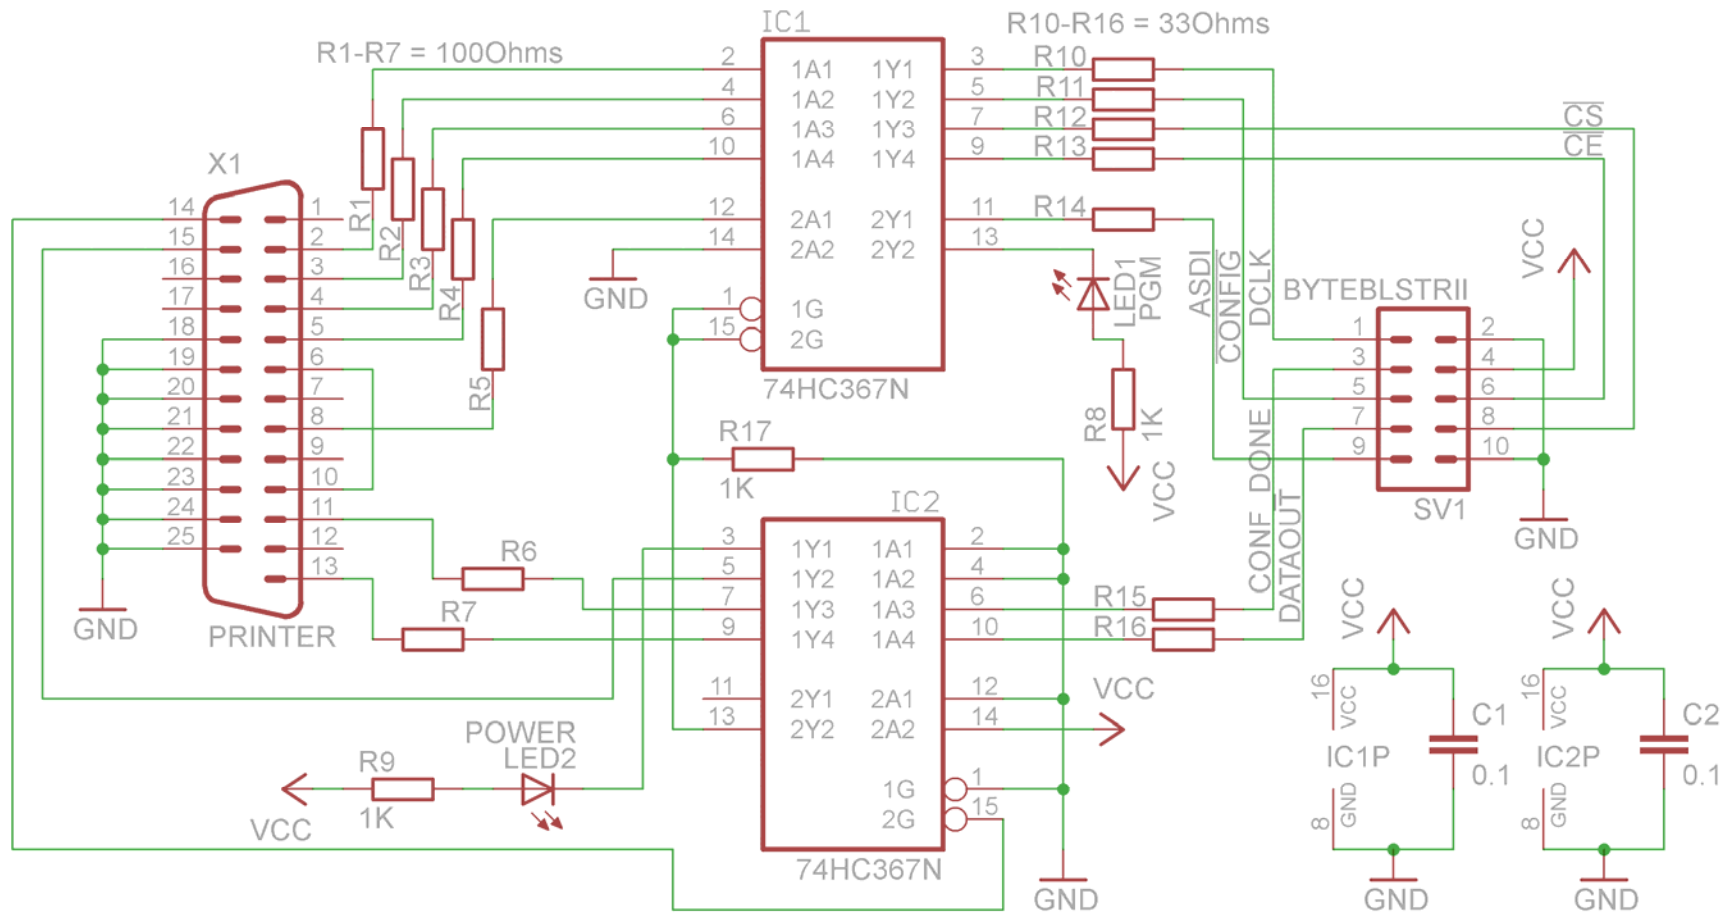 IC1
R10-R16 = 33Ohms
R1-R7 = 100Ohms
2 1A1 1Y1 3 R10
4 1A2 1Y2 5 R11
6 1A3 1Y3 7 R12 CS
10 1A4 1Y4 9 R13 CE
12 2A1 2Y1 11 R14
14 2A2 2Y2 13
GND
1 1G
15 2G
74HC367N
X1
14 1
15 2
16 3
17 4
18 5
19 6
20 7
21 8
22 9
23 10
24 11
25 12
13
GND
PRINTER
R1
R2
R3
R4
R5
R6
R7
LED1
PGM
R8
1K
VCC
ASDI
CONFIG
DCLK
CONF_DONE
DATAOUT
VCC
BYTEBLSTRII
1 2
3 4
5 6
7 8
9 10
SV1
GND
R17
1K
IC2
3 1Y1 1A1 2
5 1Y2 1A2 4
7 1Y3 1A3 6 R15
9 1Y4 1A4 10 R16
11 2Y1 2A1 12 VCC
13 2Y2 2A2 14
1G 1
2G 15
74HC367N
GND
POWER
LED2
R9
1K
VCC
VCC
16
VCC
IC1P
GND
8
C1
0.1
GND
VCC
16
VCC
IC2P
GND
8
C2
0.1
GND